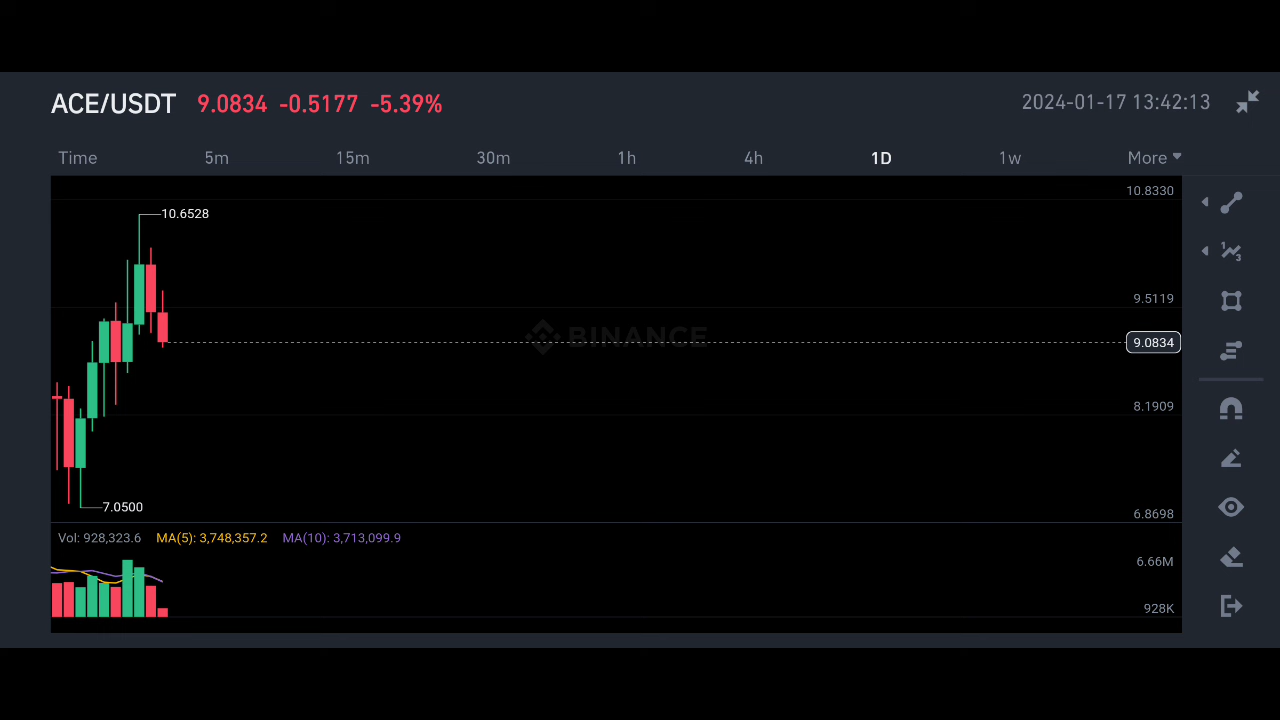 ACE/USDT 9.0834 -0.5177 -5.39% 2024-01-17 13:42:13
Time 5m 15m 30m 1h 4h 1D 1w More
10.8330
10.6528
9.5119
BINANCE
9.0834
8.1909
7.0500
6.8698
Vol: 928,323.6 MA(5): 3,748,357.2 MA(10): 3,713,099.9
6.66M
928K
1
3